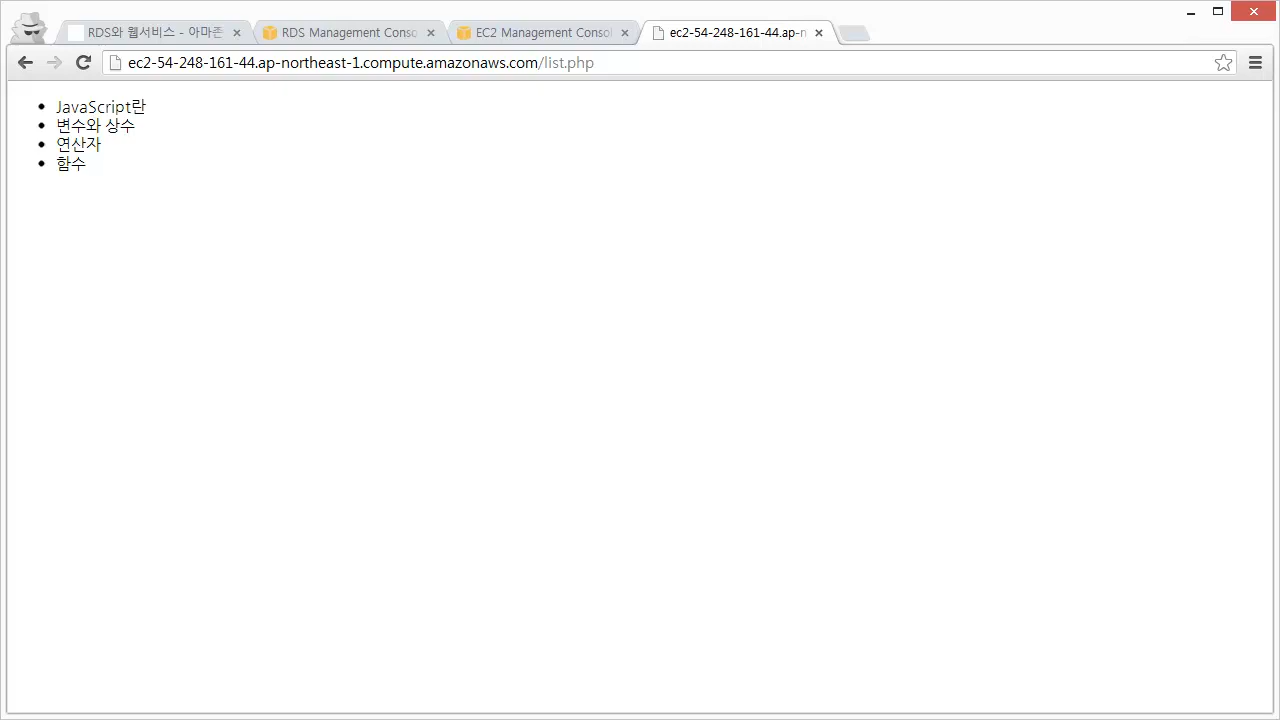 RDS와 웹서비스 - 아마존
RDS Management Conso
EC2 Management Consol
ec2-54-248-161-44.ap-n
ec2-54-248-161-44.ap-northeast-1.compute.amazonaws.com/list.php
JavaScript란
변수와 상수
연산자
함수